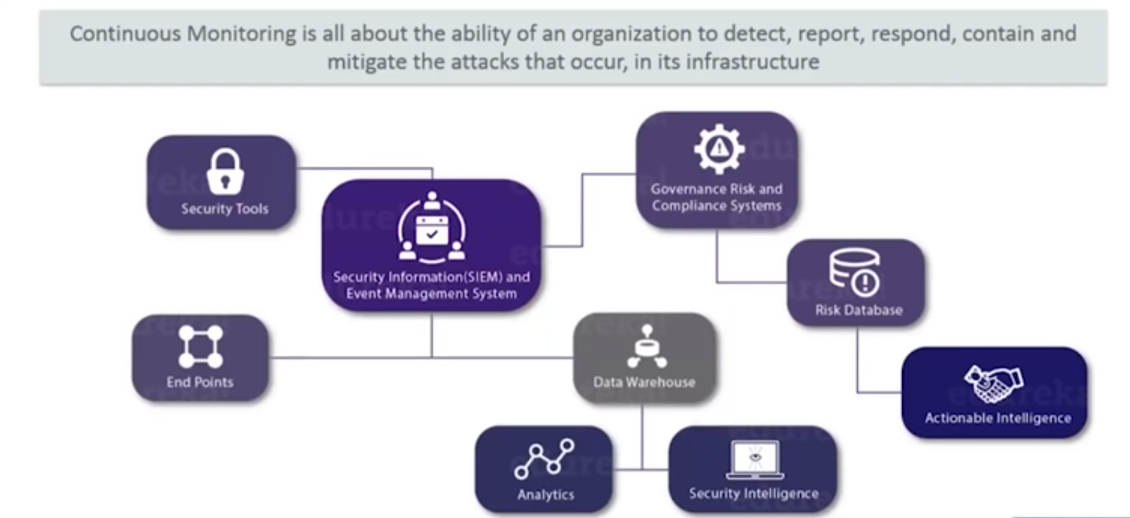 Continuous Monitoring is all about the ability of an organization to detect, report, respond, contain and
mitigate the attacks that occur, in its infrastructure
Security Tools
Governance Risk and
Compliance Systems
Security Information(SIEM) and
Event Management System
Risk Database
End Points
Data Warehouse
Actionable Intelligence
Analytics
Security Intelligence